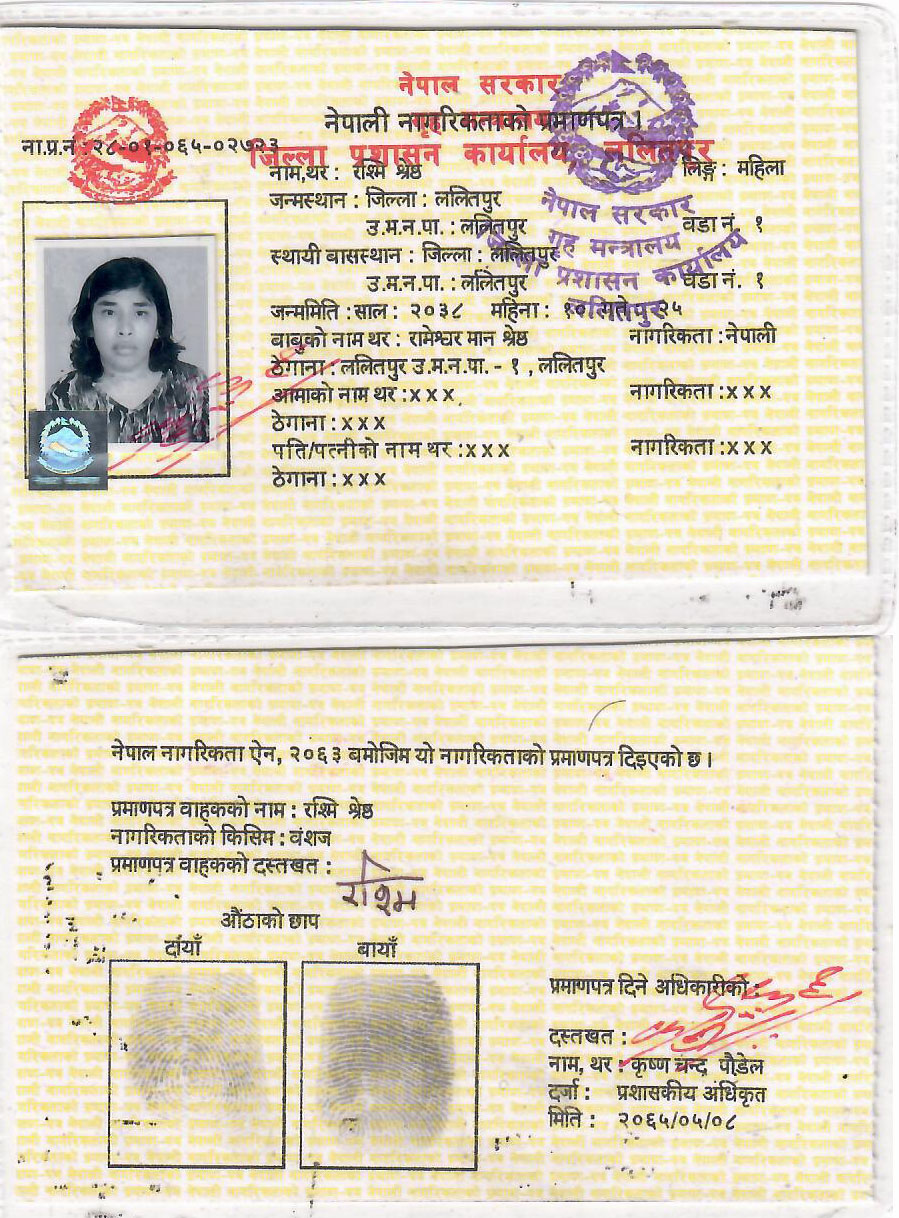 नेपाल सरकार
गृह मन्त्रालय
नेपाली नागरिकताको प्रमाणपत्र ।
जिल्ला प्रशासन कार्यालय, ललितपुर
ना.प्र.नं : २८-०१-०६५-०२७२३
नाम,थर : रश्मि श्रेष्ठ लिङ्ग : महिला
जन्मस्थान : जिल्ला : ललितपुर
उ.म.न.पा. : ललितपुर वडा नं. १
स्थायी बासस्थान : जिल्ला : ललितपुर
उ.म.न.पा. : ललितपुर वडा नं. १
जन्ममिति : साल : २०३८ महिना : १० गते : २५
बाबुको नाम थर : रामेश्वर मान श्रेष्ठ नागरिकता : नेपाली
ठेगाना : ललितपुर उ.म.न.पा. - १ , ललितपुर
आमाको नाम थर : x x x नागरिकता : x x x
ठेगाना : x x x
पति/पत्नीको नाम थर : x x x नागरिकता : x x x
ठेगाना : x x x
नेपाल सरकार
गृह मन्त्रालय
जिल्ला प्रशासन कार्यालय
ललितपुर
नेपाल नागरिकता ऐन, २०६३ बमोजिम यो नागरिकताको प्रमाणपत्र दिइएको छ ।
प्रमाणपत्र वाहकको नाम : रश्मि श्रेष्ठ
नागरिकताको किसिम : वंशज
प्रमाणपत्र वाहकको दस्तखत : रश्मि
औंठाको छाप
दाँयाँ बायाँ
प्रमाणपत्र दिने अधिकारीको :
दस्तखत :
नाम, थर : कृष्ण चन्द्र पौडेल
दर्जा : प्रशासकीय अधिकृत
मिति : २०६५/०५/०८